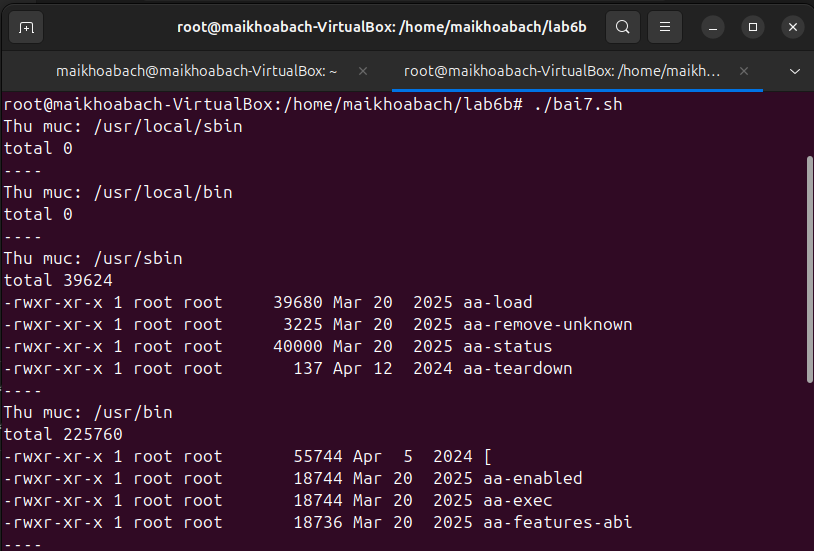 root@maikhoabach-VirtualBox: /home/maikhoabach/lab6b
maikhoabach@maikhoabach-VirtualBox: ~
root@maikhoabach-VirtualBox: /home/maikh…
root@maikhoabach-VirtualBox:/home/maikhoabach/lab6b# ./bai7.sh
Thu muc: /usr/local/sbin
total 0
----
Thu muc: /usr/local/bin
total 0
----
Thu muc: /usr/sbin
total 39624
-rwxr-xr-x 1 root root     39680 Mar 20  2025 aa-load
-rwxr-xr-x 1 root root      3225 Mar 20  2025 aa-remove-unknown
-rwxr-xr-x 1 root root     40000 Mar 20  2025 aa-status
-rwxr-xr-x 1 root root       137 Apr 12  2024 aa-teardown
----
Thu muc: /usr/bin
total 225760
-rwxr-xr-x 1 root root       55744 Apr  5  2024 [
-rwxr-xr-x 1 root root       18744 Mar 20  2025 aa-enabled
-rwxr-xr-x 1 root root       18744 Mar 20  2025 aa-exec
-rwxr-xr-x 1 root root       18736 Mar 20  2025 aa-features-abi
----